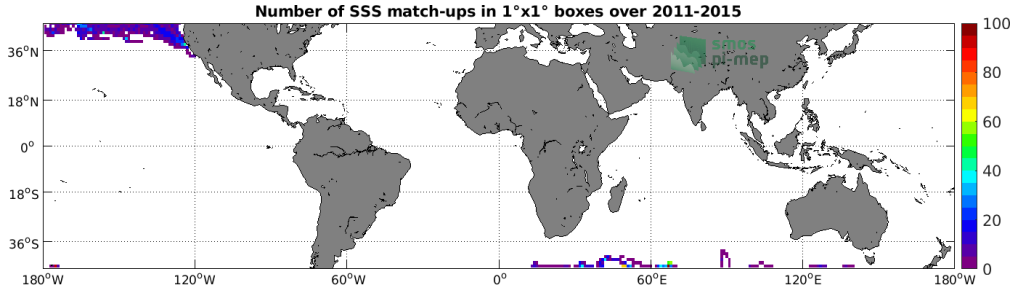 Number of SSS match-ups in 1°x1° boxes over 2011-2015
smos
pi-mep
36°N
18°N
0°
18°S
36°S
180°W
120°W
60°W
0°
60°E
120°E
180°W
100
80
60
40
20
0